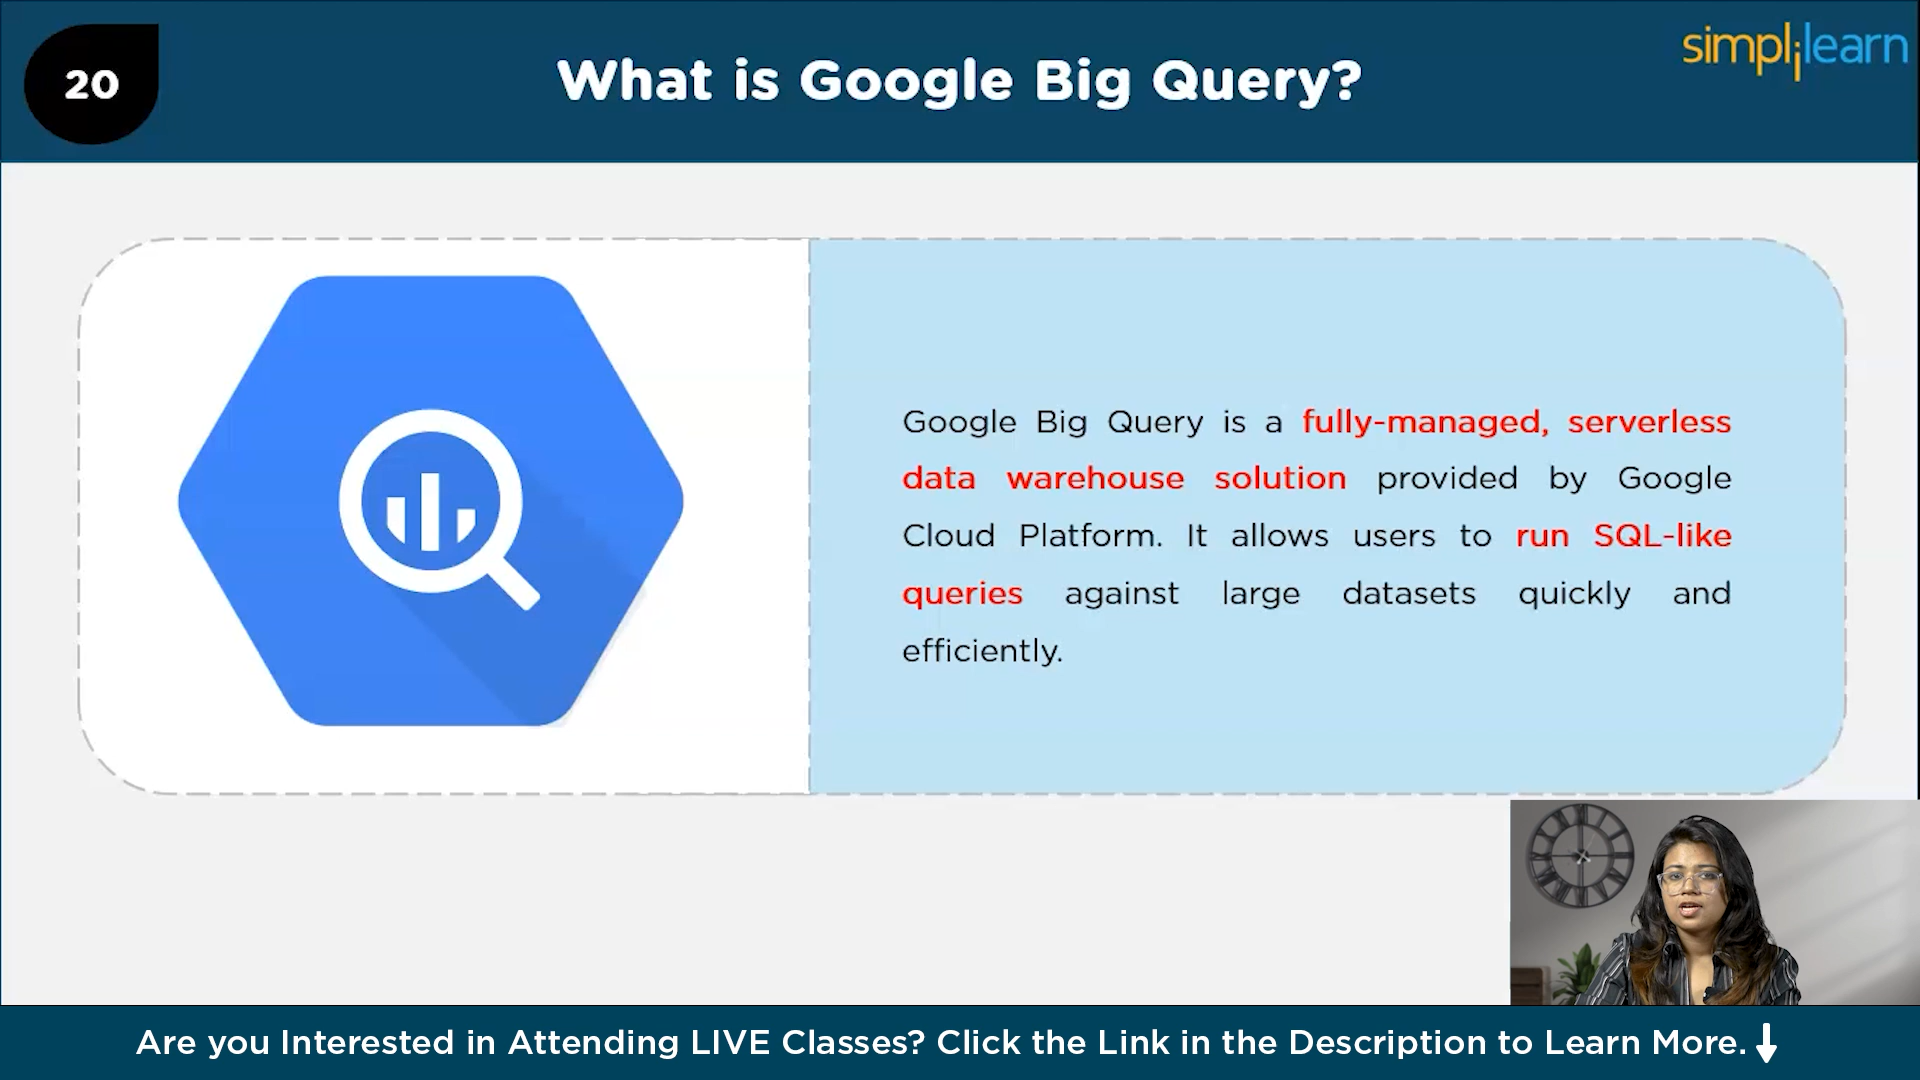 20
What is Google Big Query?
simplilearn
Google Big Query is a fully-managed, serverless
data warehouse solution provided by Google
Cloud Platform. It allows users to run SQL-like
queries against large datasets quickly and
efficiently.
Are you Interested in Attending LIVE Classes? Click the Link in the Description to Learn More.